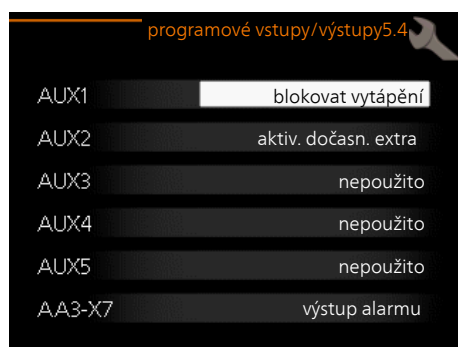 programové vstupy/výstupy5.4
AUX1 blokovat vytápění
AUX2 aktiv. dočasn. extra
AUX3 nepoužito
AUX4 nepoužito
AUX5 nepoužito
AA3-X7 výstup alarmu